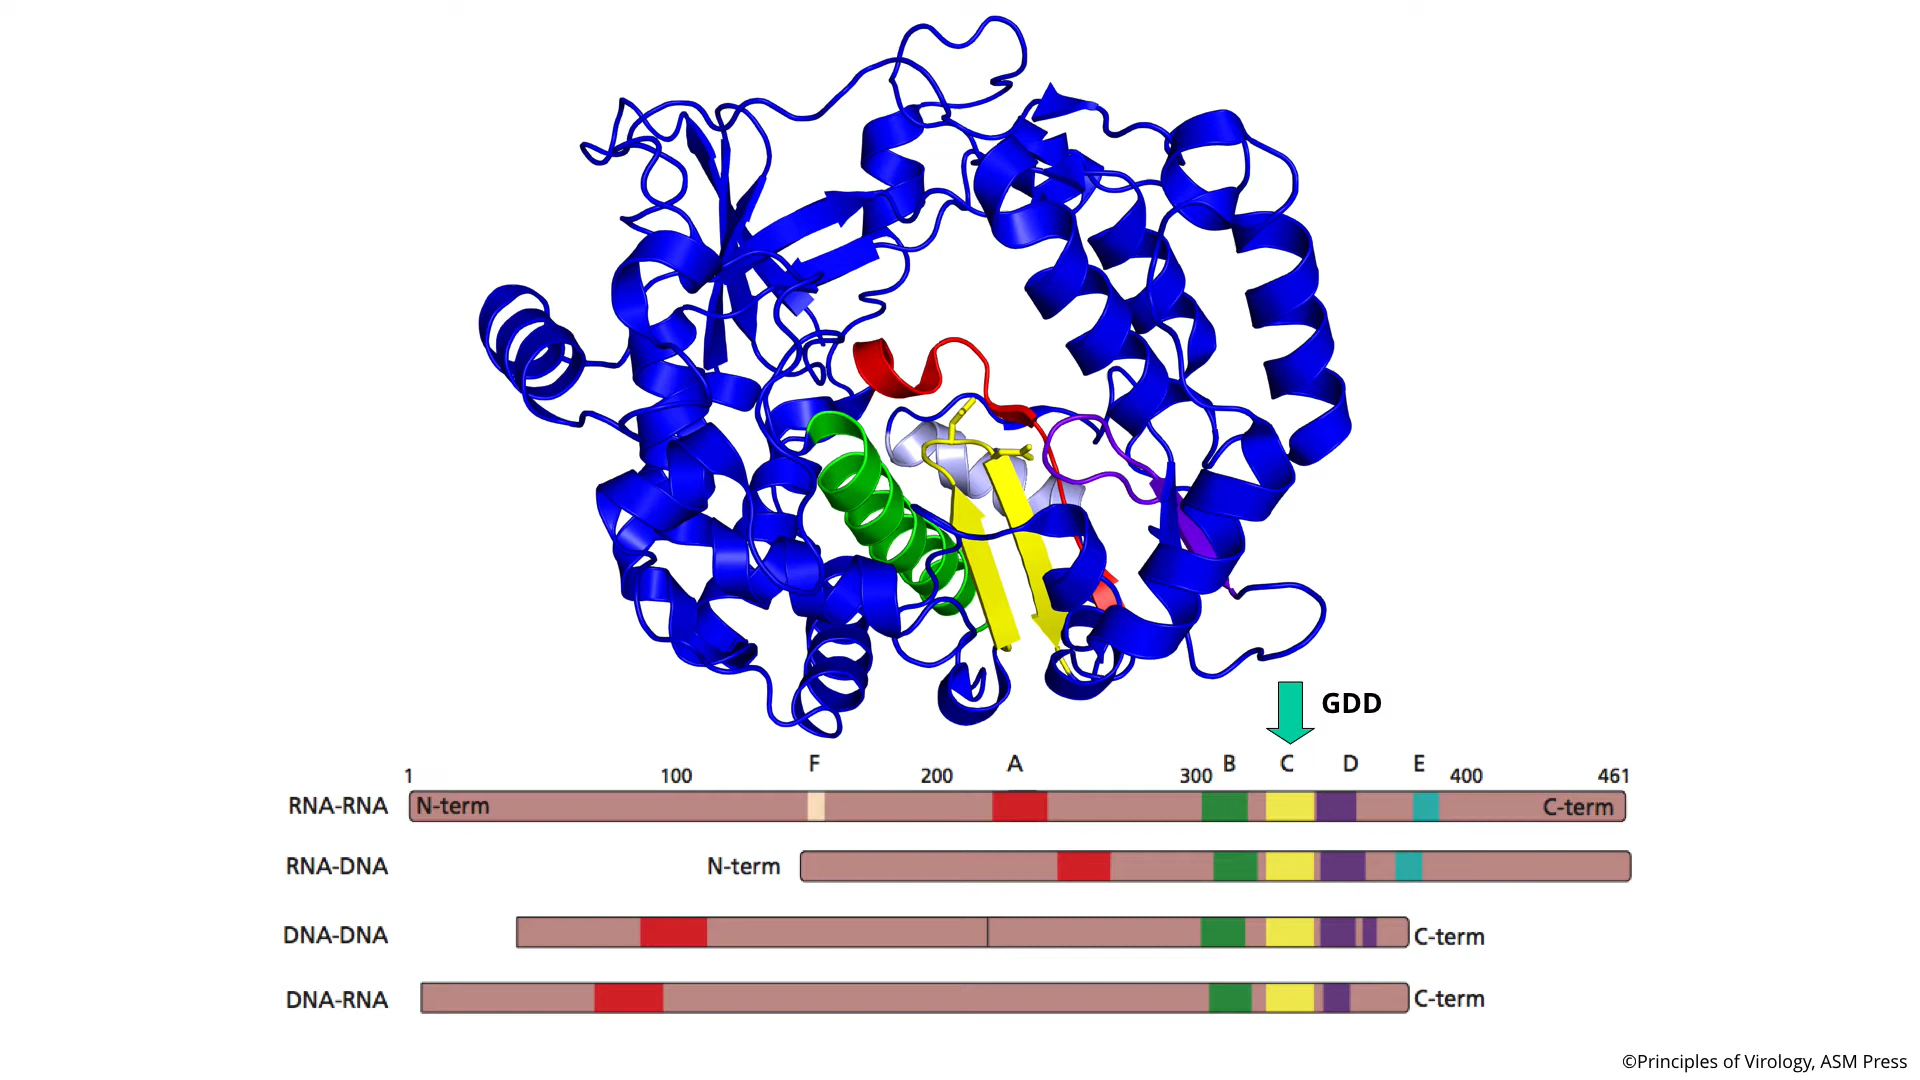 GDD
F A B C D E
1 100 200 300 400 461
RNA-RNA N-term C-term
RNA-DNA N-term
DNA-DNA C-term
DNA-RNA C-term
©Principles of Virology, ASM Press